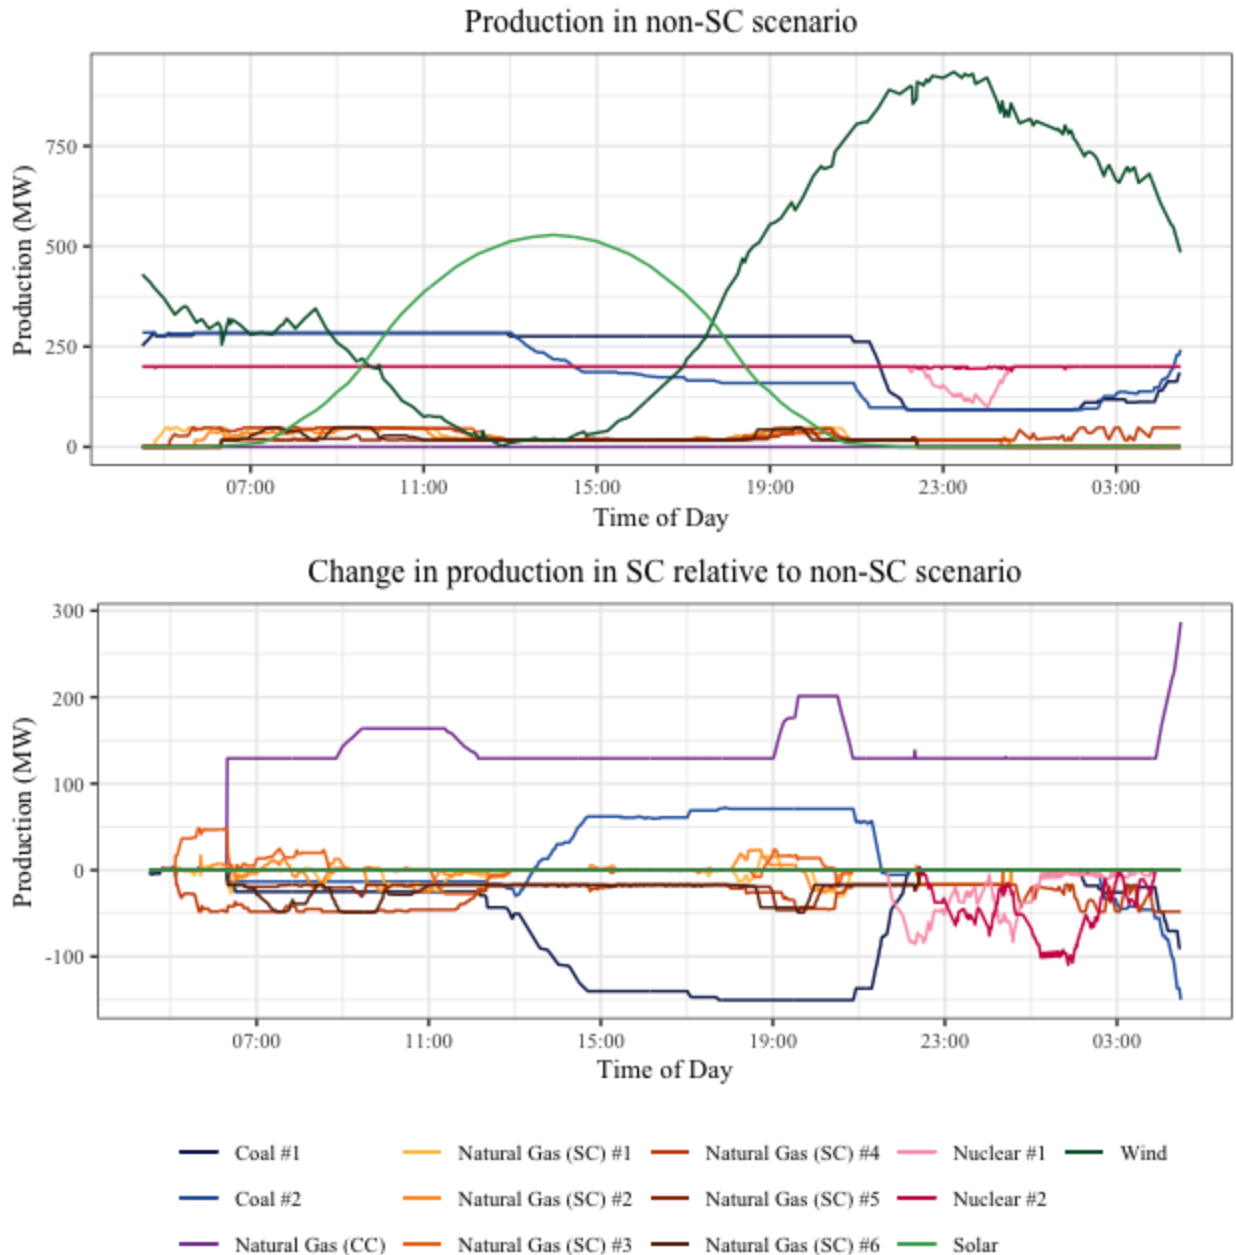 Production in non-SC scenario
Production (MW)
750
500
250
0
07:00 11:00 15:00 19:00 23:00 03:00
Time of Day
Change in production in SC relative to non-SC scenario
Production (MW)
300
200
100
0
-100
07:00 11:00 15:00 19:00 23:00 03:00
Time of Day
Coal #1 Natural Gas (SC) #1 Natural Gas (SC) #4 Nuclear #1 Wind
Coal #2 Natural Gas (SC) #2 Natural Gas (SC) #5 Nuclear #2
Natural Gas (CC) Natural Gas (SC) #3 Natural Gas (SC) #6 Solar